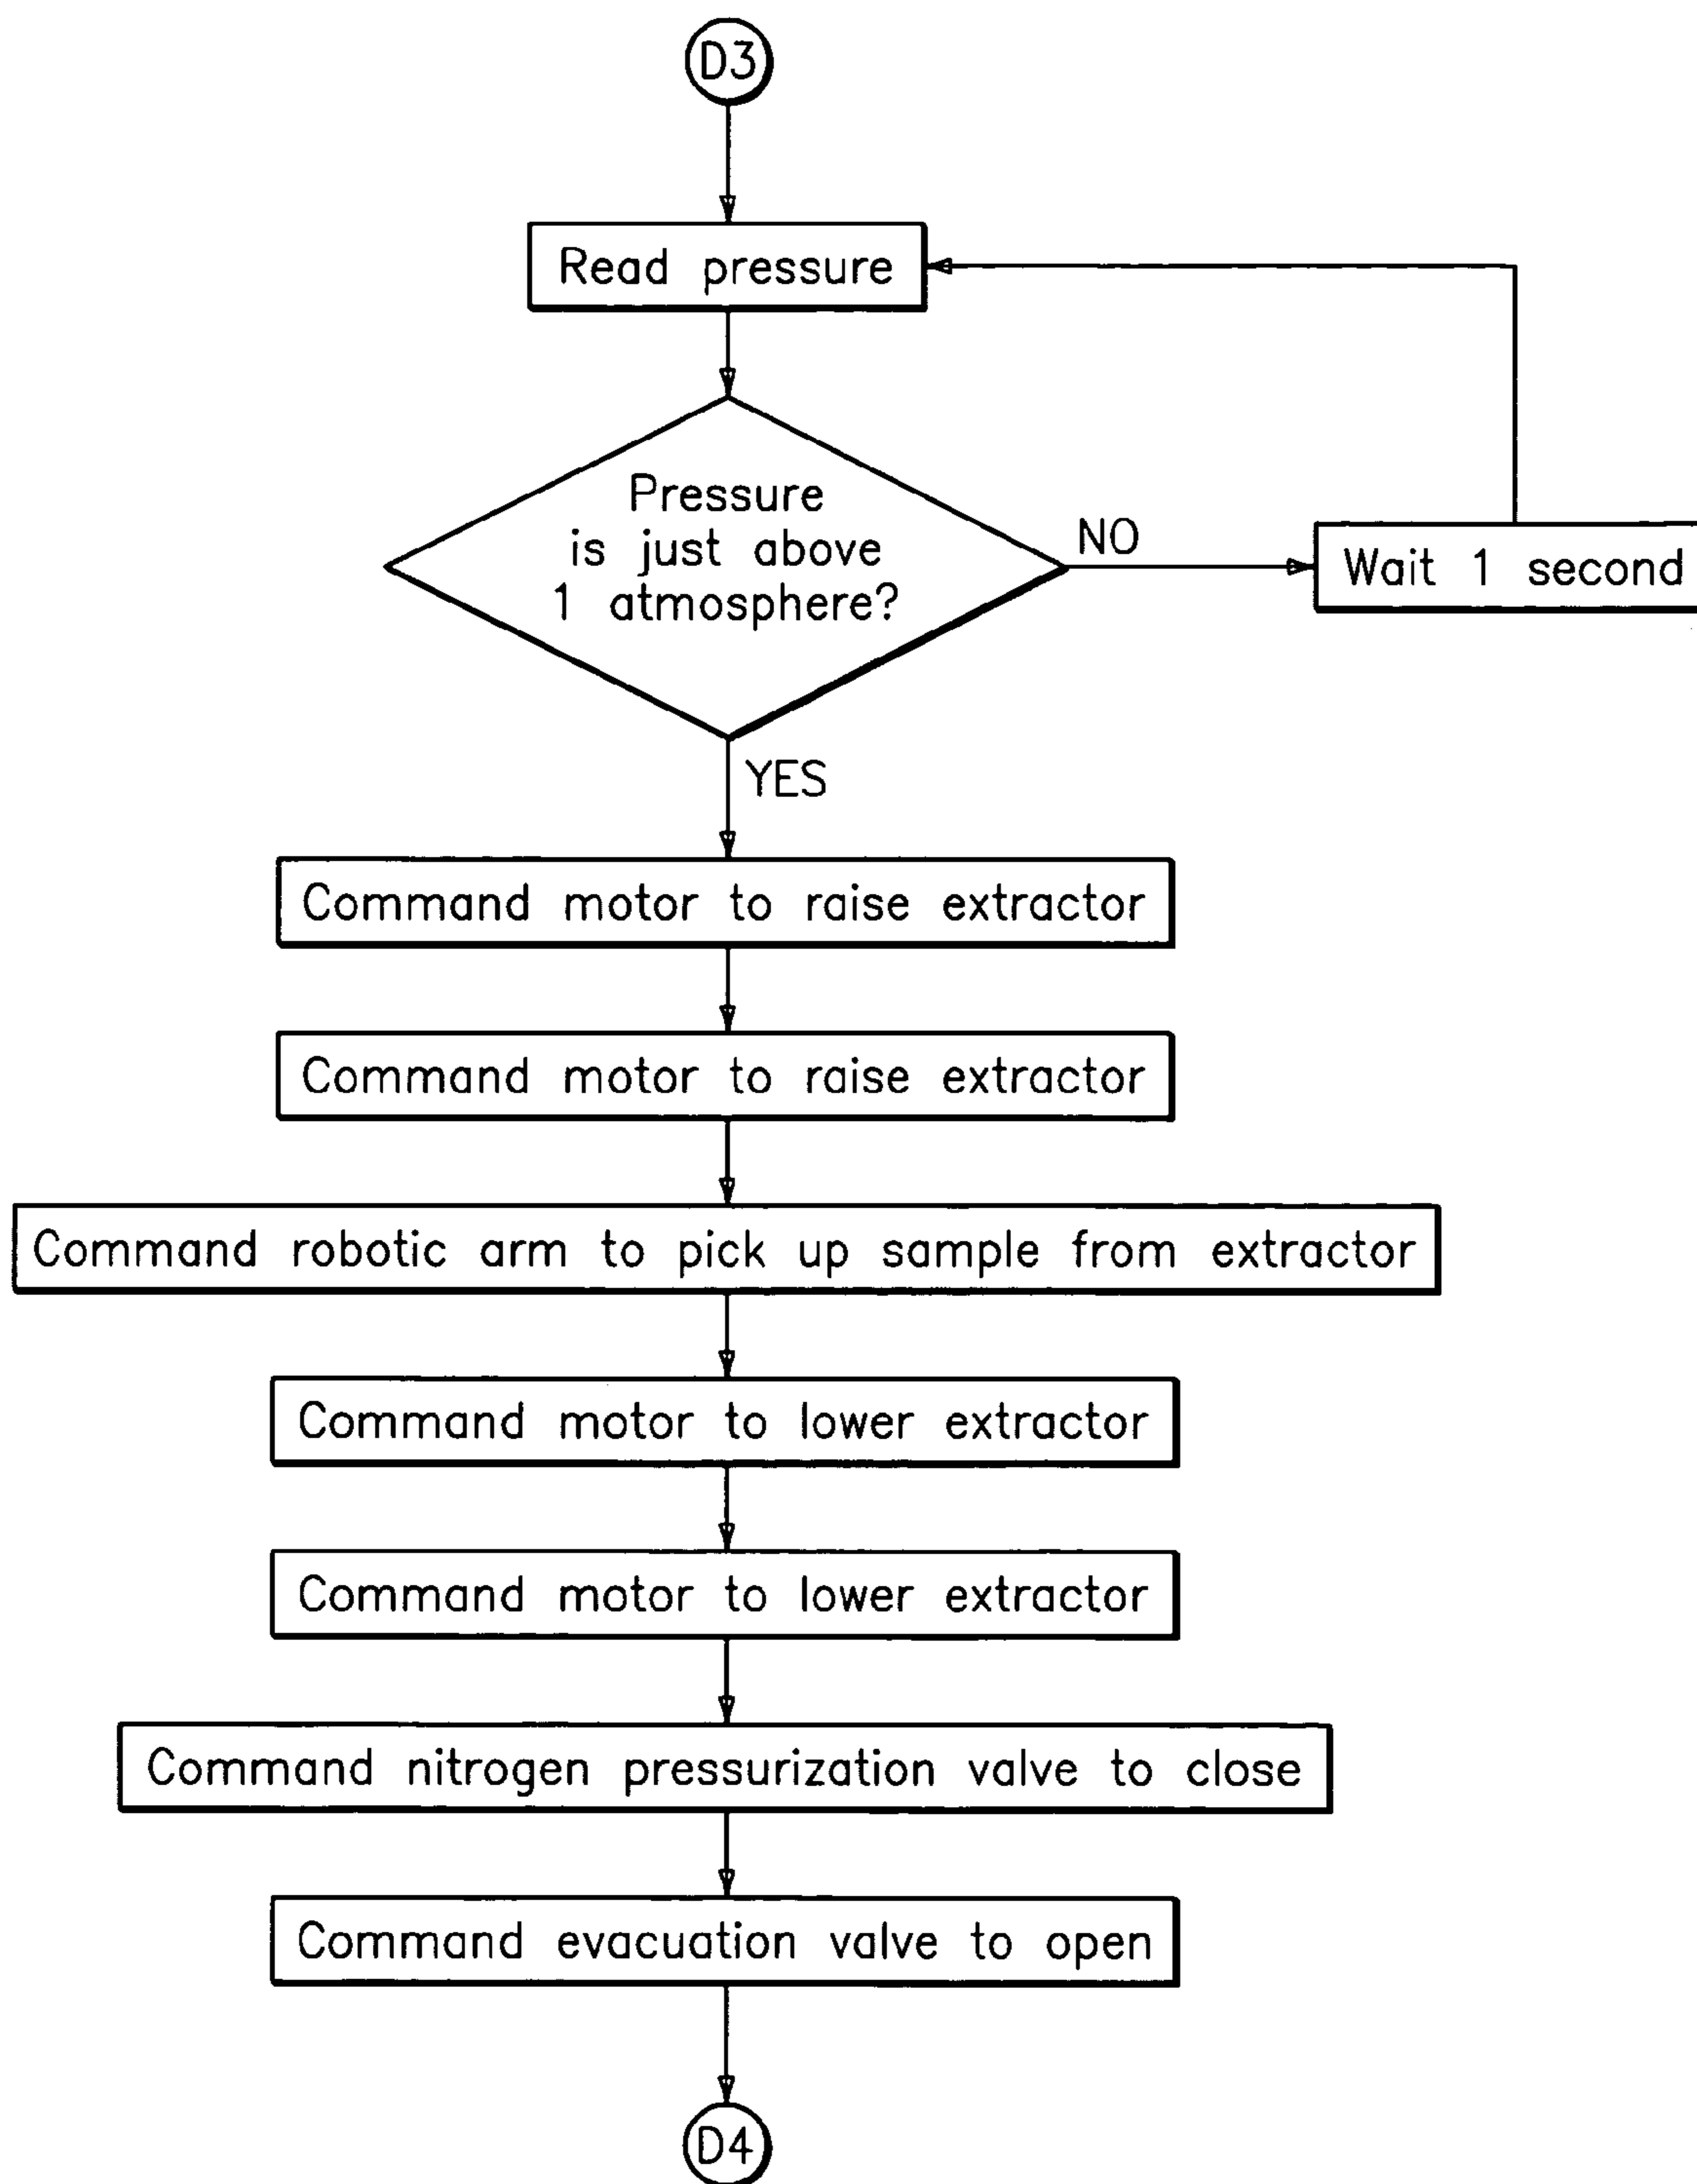 D3
Read pressure
Pressure
is just above
1 atmosphere?
NO
Wait 1 second
YES
Command motor to raise extractor
Command motor to raise extractor
Command robotic arm to pick up sample from extractor
Command motor to lower extractor
Command motor to lower extractor
Command nitrogen pressurization valve to close
Command evacuation valve to open
D4